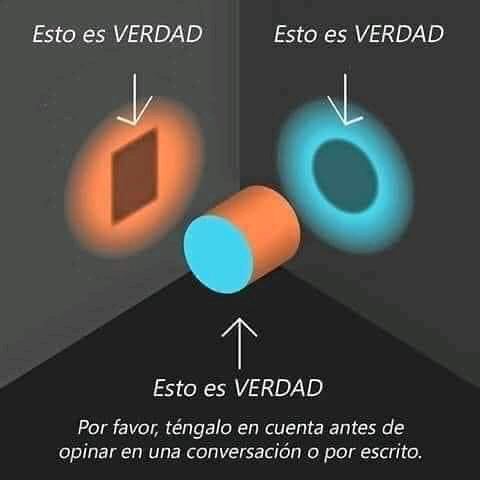 Esto es VERDAD
Esto es VERDAD
Esto es VERDAD
Por favor, téngalo en cuenta antes de
opinar en una conversación o por escrito.